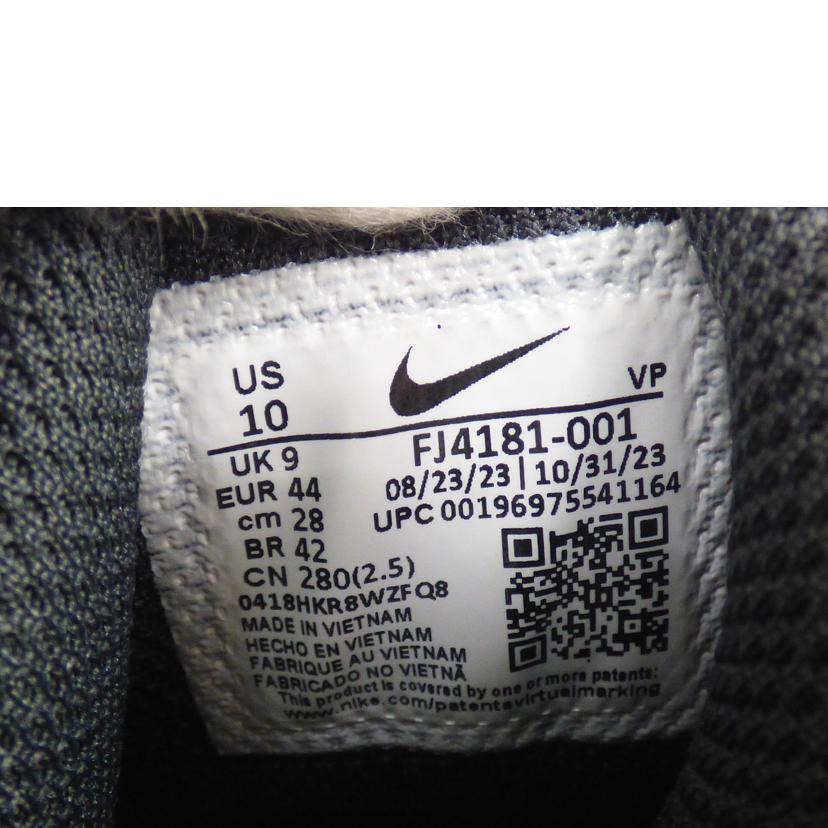 US
10
VP
UK 9
EUR 44
cm 28
BR 42
CN 280(2.5)
FJ4181-001
08/23/23 | 10/31/23
UPC 00196975541164
0418HKR8WZFQ8
MADE IN VIETNAM
HECHO EN VIETNAM
FABRIQUE AU VIETNAM
FABRICADO NO VIETNÃ
This product is covered by one or more patents:
www.nike.com/patentsvirtualmarking